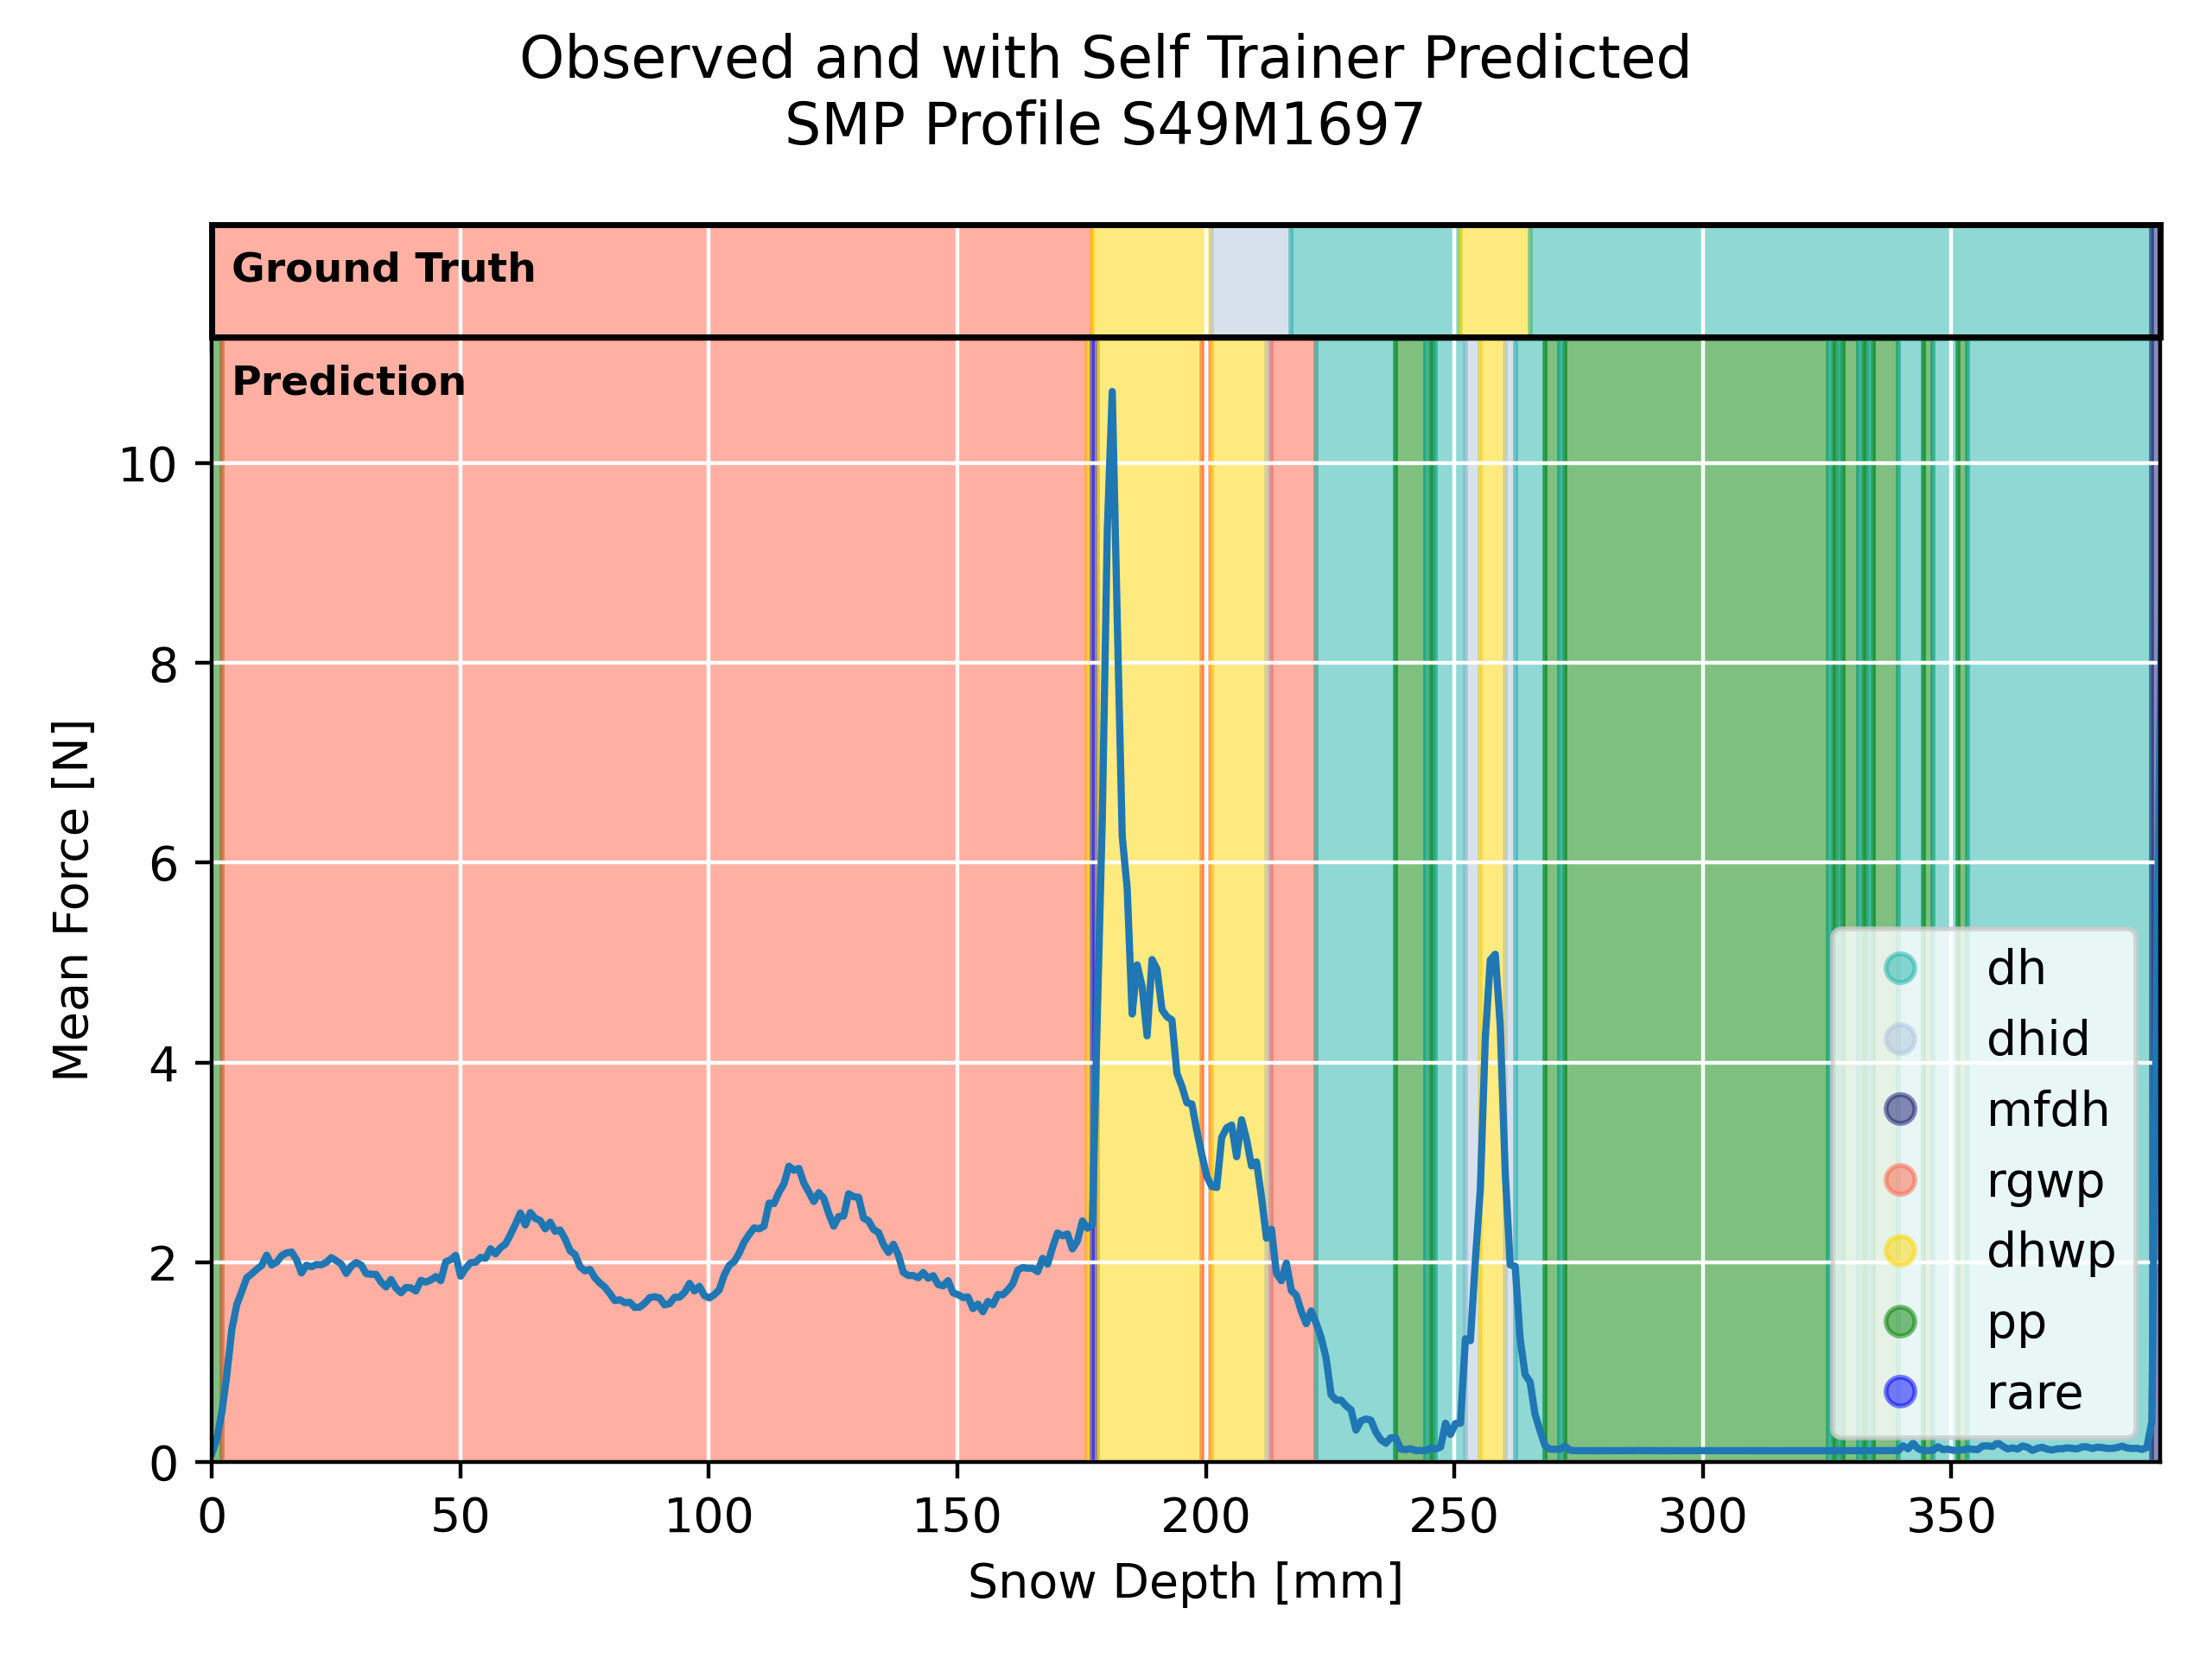 Observed and with Self Trainer Predicted
SMP Profile S49M1697
Ground Truth
Prediction
10
8
6
4
2
0
Mean Force [N]
dh
dhid
mfdh
rgwp
dhwp
pp
rare
0 50 100 150 200 250 300 350
Snow Depth [mm]